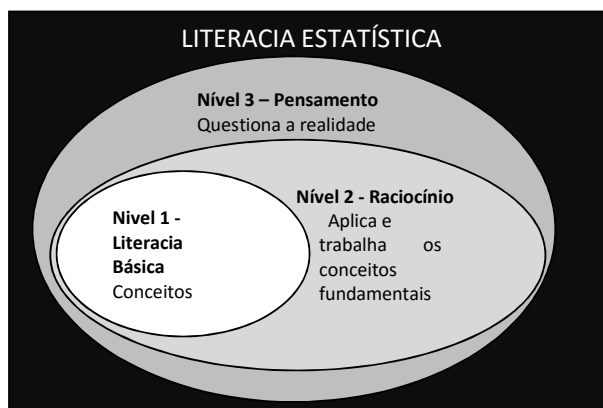 LITERACIA ESTATÍSTICA
Nível 3 – Pensamento
Questiona a realidade
Nivel 1 -
Literacia
Básica
Conceitos
Nível 2 - Raciocínio
Aplica e
trabalha os
conceitos
fundamentais